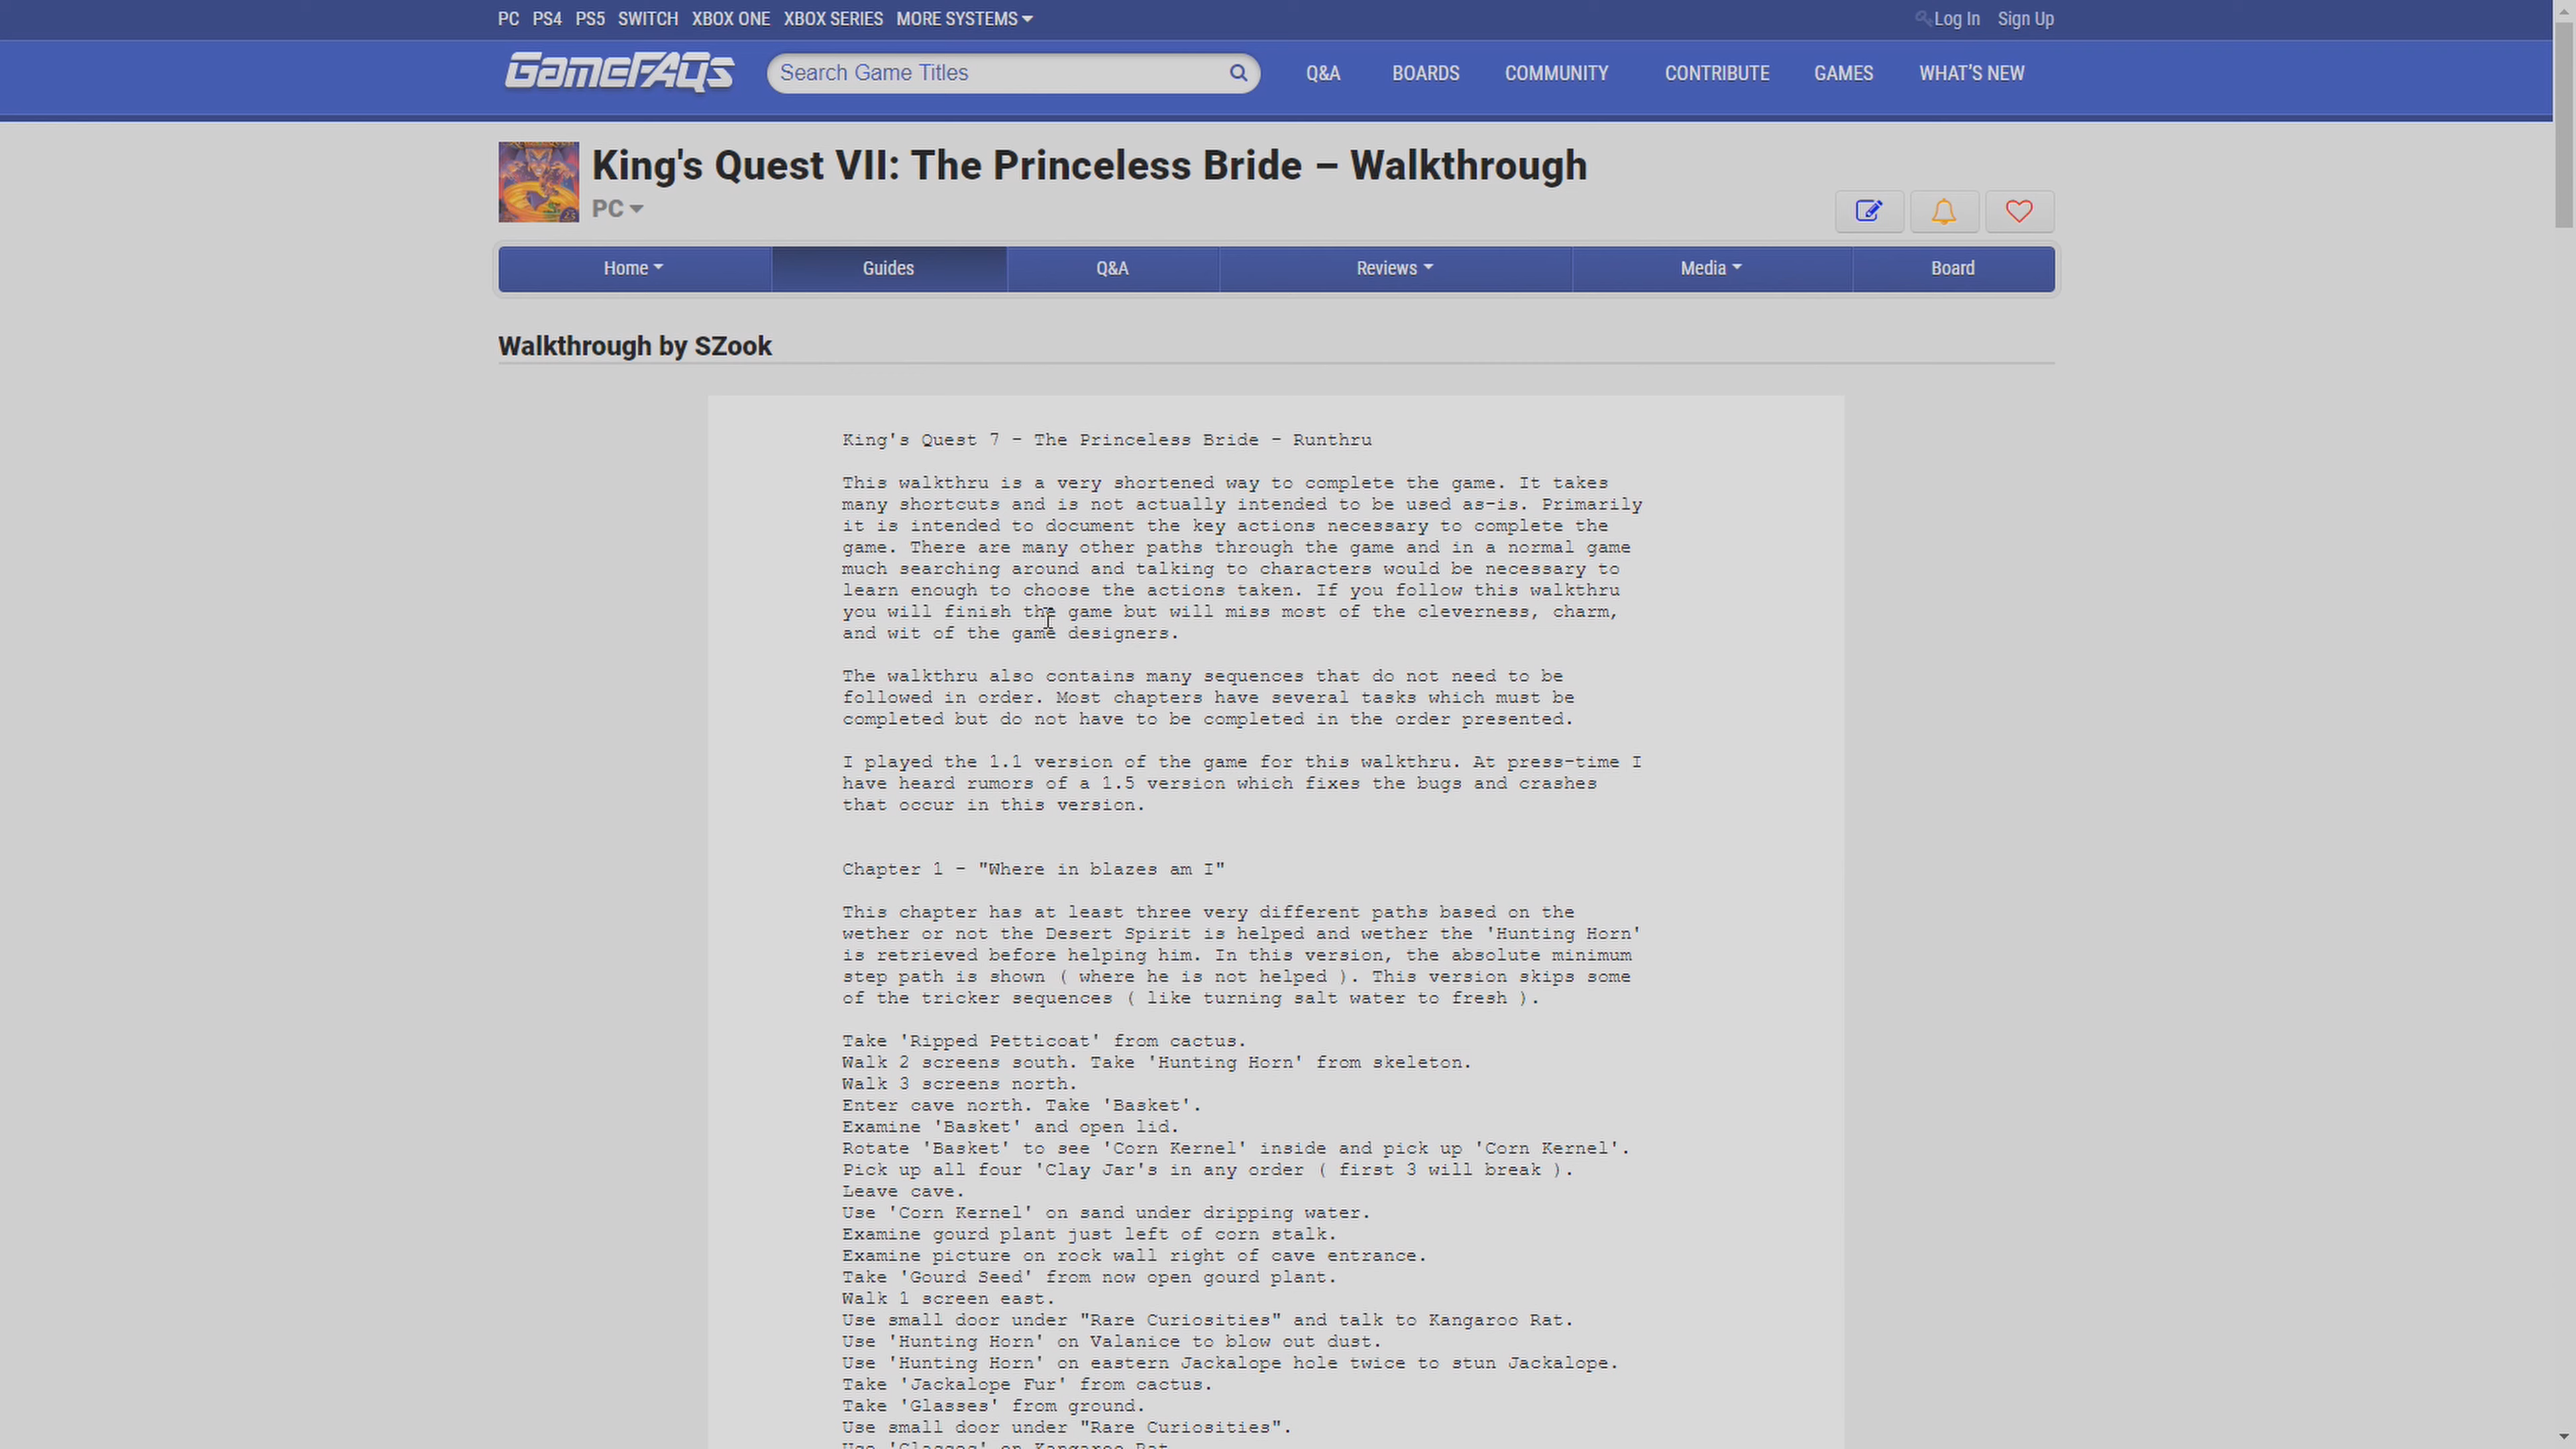 PC PS4 PS5 SWITCH XBOX ONE XBOX SERIES MORE SYSTEMS Log In Sign Up
GameFAQs Search Game Titles Q&A BOARDS COMMUNITY CONTRIBUTE GAMES WHAT'S NEW
King's Quest VII: The Princeless Bride – Walkthrough
PC
Home Guides Q&A Reviews Media Board
Walkthrough by SZook
King's Quest 7 - The Princeless Bride - Runthru
This walkthru is a very shortened way to complete the game. It takes
many shortcuts and is not actually intended to be used as-is. Primarily
it is intended to document the key actions necessary to complete the
game. There are many other paths through the game and in a normal game
much searching around and talking to characters would be necessary to
learn enough to choose the actions taken. If you follow this walkthru
you will finish the game but will miss most of the cleverness, charm,
and wit of the game designers.
The walkthru also contains many sequences that do not need to be
followed in order. Most chapters have several tasks which must be
completed but do not have to be completed in the order presented.
I played the 1.1 version of the game for this walkthru. At press-time I
have heard rumors of a 1.5 version which fixes the bugs and crashes
that occur in this version.
Chapter 1 - "Where in blazes am I"
This chapter has at least three very different paths based on the
wether or not the Desert Spirit is helped and wether the 'Hunting Horn'
is retrieved before helping him. In this version, the absolute minimum
step path is shown ( where he is not helped ). This version skips some
of the tricker sequences ( like turning salt water to fresh ).
Take 'Ripped Petticoat' from cactus.
Walk 2 screens south. Take 'Hunting Horn' from skeleton.
Walk 3 screens north.
Enter cave north. Take 'Basket'.
Examine 'Basket' and open lid.
Rotate 'Basket' to see 'Corn Kernel' inside and pick up 'Corn Kernel'.
Pick up all four 'Clay Jar's in any order ( first 3 will break ).
Leave cave.
Use 'Corn Kernel' on sand under dripping water.
Examine gourd plant just left of corn stalk.
Examine picture on rock wall right of cave entrance.
Take 'Gourd Seed' from now open gourd plant.
Walk 1 screen east.
Use small door under "Rare Curiosities" and talk to Kangaroo Rat.
Use 'Hunting Horn' on Valanice to blow out dust.
Use 'Hunting Horn' on eastern Jackalope hole twice to stun Jackalope.
Take 'Jackalope Fur' from cactus.
Take 'Glasses' from ground.
Use small door under "Rare Curiosities".
Use 'Glasses' on Kangaroo Rat.